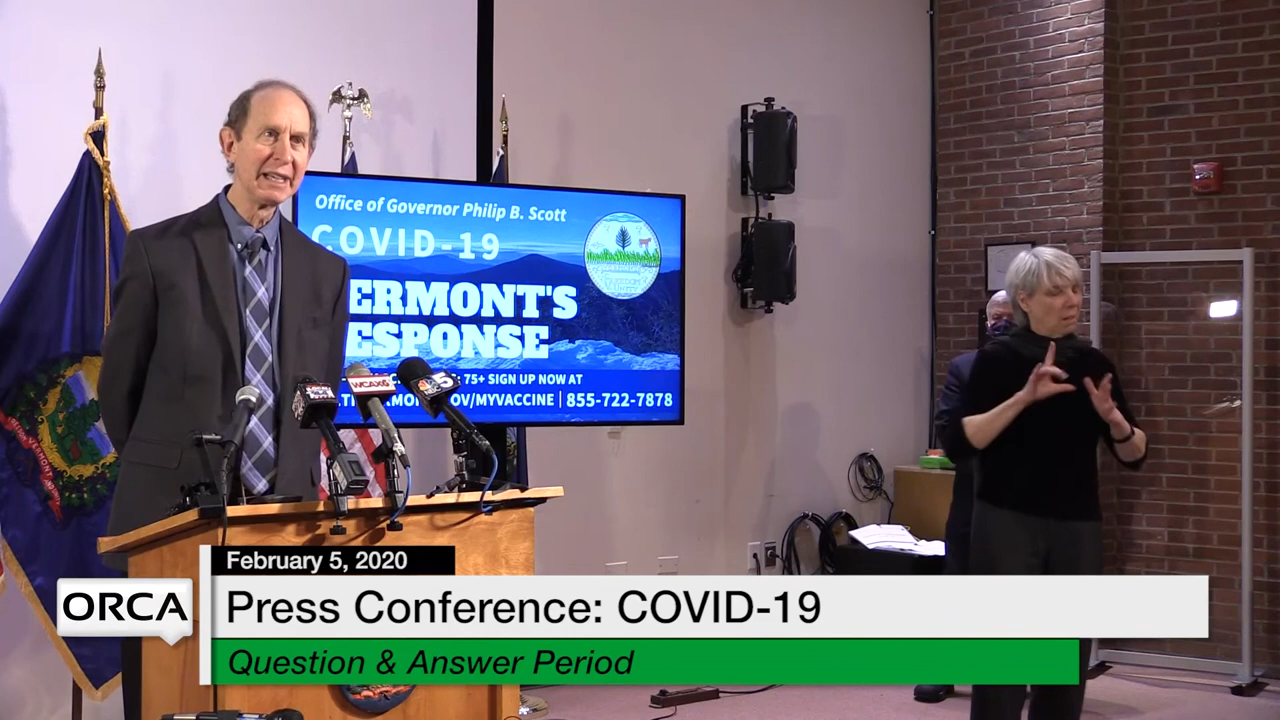 Office of Governor Philip B. Scott
COVID-19
ERMONT'S
ESPONSE
75+ SIGN UP NOW AT
OV/MYVACCINE | 855-722-7878
WCAX
5
February 5, 2020
ORCA
Press Conference: COVID-19
Question & Answer Period